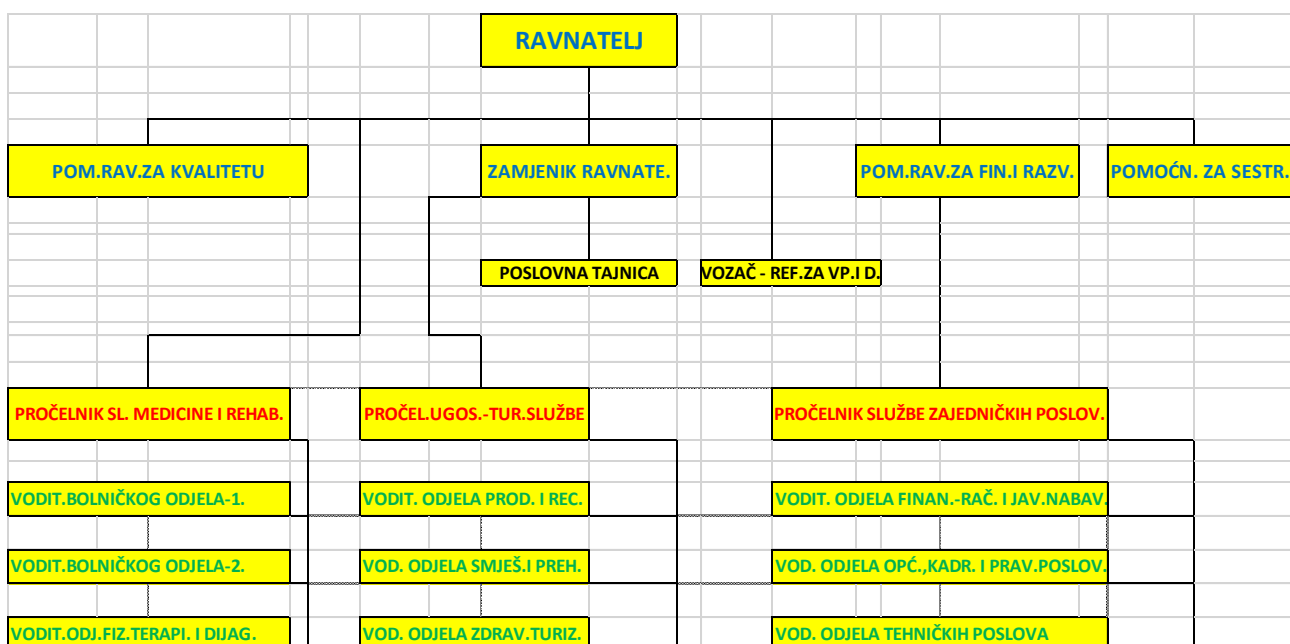 RAVNATELJ
POM.RAV.ZA KVALITETU
ZAMJENIK RAVNATE.
POM.RAV.ZA FIN.I RAZV.
POMOĆN. ZA SESTR.
POSLOVNA TAJNICA
VOZAČ - REF.ZA VP.I D.
PROČELNIK SL. MEDICINE I REHAB.
PROČEL.UGOS.-TUR.SLUŽBE
PROČELNIK SLUŽBE ZAJEDNIČKIH POSLOV.
VODIT.BOLNIČKOG ODJELA-1.
VODIT. ODJELA PROD. I REC.
VODIT. ODJELA FINAN.-RAČ. I JAV.NABAV.
VODIT.BOLNIČKOG ODJELA-2.
VOD. ODJELA SMJEŠ.I PREH.
VOD. ODJELA OPĆ.,KADR. I PRAV.POSLOV.
VODIT.ODJ.FIZ.TERAPI. I DIJAG.
VOD. ODJELA ZDRAV.TURIZ.
VOD. ODJELA TEHNIČKIH POSLOVA